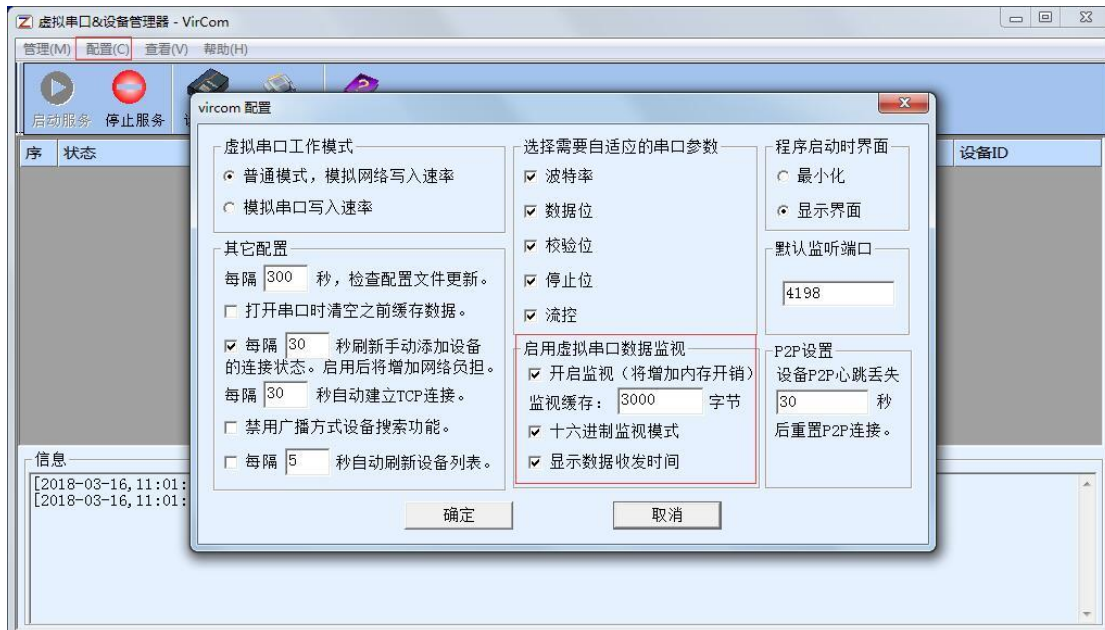 虚拟串口&设备管理器 - VirCom
管理(M) 配置(C) 查看(V) 帮助(H)
启动服务 停止服务
序 状态 设备ID
vircom 配置
虚拟串口工作模式
普通模式，模拟网络写入速率
模拟串口写入速率
其它配置
每隔 300 秒，检查配置文件更新。
打开串口时清空之前缓存数据。
每隔 30 秒刷新手动添加设备
的连接状态。启用后将增加网络负担。
每隔 30 秒自动建立TCP连接。
禁用广播方式设备搜索功能。
每隔 5 秒自动刷新设备列表。
选择需要自适应的串口参数
波特率
数据位
校验位
停止位
流控
启用虚拟串口数据监视
开启监视（将增加内存开销）
监视缓存： 3000 字节
十六进制监视模式
显示数据收发时间
程序启动时界面
最小化
显示界面
默认监听端口
4198
P2P设置
设备P2P心跳丢失
30 秒
后重置P2P连接。
确定 取消
信息
[2018-03-16,11:01:
[2018-03-16,11:01: